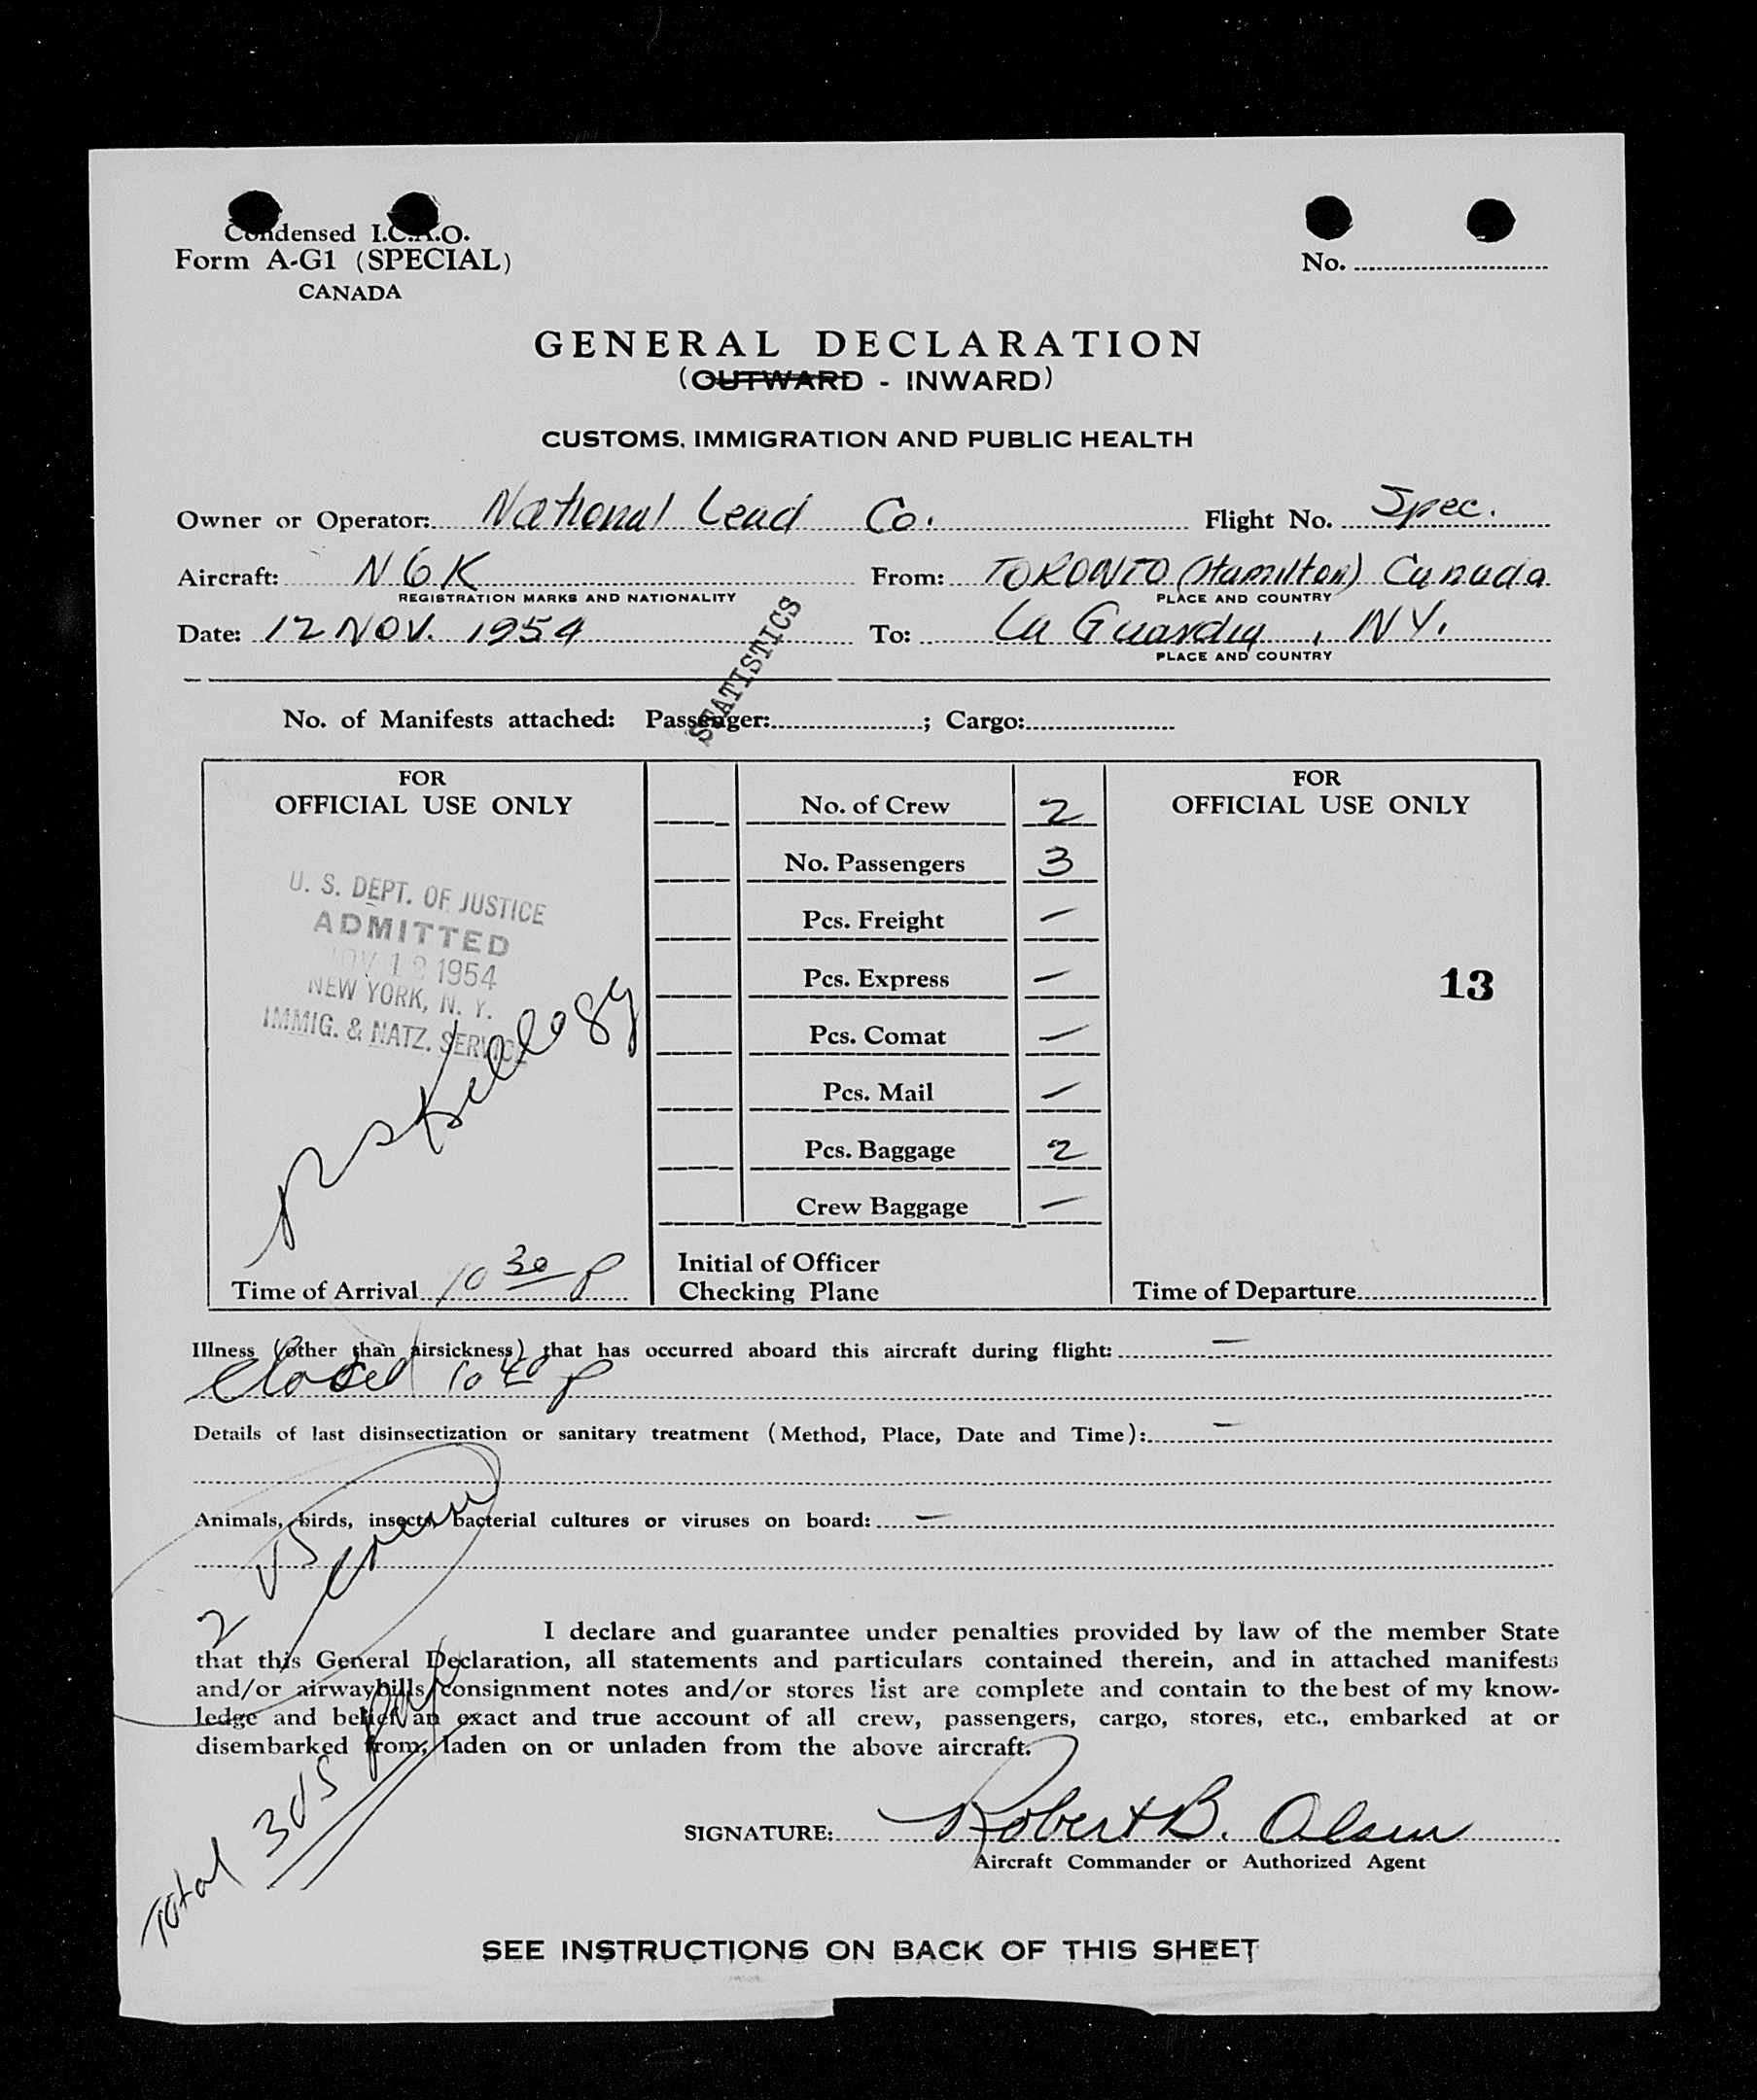 Condensed I.C.A.O.
Form A-G1 (SPECIAL)
CANADA
No.
GENERAL DECLARATION
(OUTWARD - INWARD)
CUSTOMS, IMMIGRATION AND PUBLIC HEALTH
Owner or Operator: National Lead Co. Flight No. Spec.
Aircraft: N6K From: TORONTO (Hamilton) Canada
REGISTRATION MARKS AND NATIONALITY PLACE AND COUNTRY
Date: 12 NOV. 1954 To: La Guardia, NY.
PLACE AND COUNTRY
STATISTICS
No. of Manifests attached: Passenger: ; Cargo:
FOR
OFFICIAL USE ONLY
U. S. DEPT. OF JUSTICE
ADMITTED
NOV 12 1954
NEW YORK, N. Y.
IMMIG. & NATZ. SERVICE
Time of Arrival 10 30 p
No. of Crew 2
No. Passengers 3
Pcs. Freight —
Pcs. Express —
Pcs. Comat —
Pcs. Mail —
Pcs. Baggage 2
Crew Baggage —
Initial of Officer
Checking Plane
FOR
OFFICIAL USE ONLY
13
Time of Departure
Illness (other than airsickness) that has occurred aboard this aircraft during flight: —
Closed 10 40 p
Details of last disinsectization or sanitary treatment (Method, Place, Date and Time): —
Animals, birds, insects, bacterial cultures or viruses on board: —
2 US crew
I declare and guarantee under penalties provided by law of the member State
that this General Declaration, all statements and particulars contained therein, and in attached manifests
and/or airwaybills/consignment notes and/or stores list are complete and contain to the best of my know-
ledge and belief an exact and true account of all crew, passengers, cargo, stores, etc., embarked at or
disembarked from, laden on or unladen from the above aircraft.
Total 3 US
SIGNATURE: Robert B. Olsen
Aircraft Commander or Authorized Agent
SEE INSTRUCTIONS ON BACK OF THIS SHEET